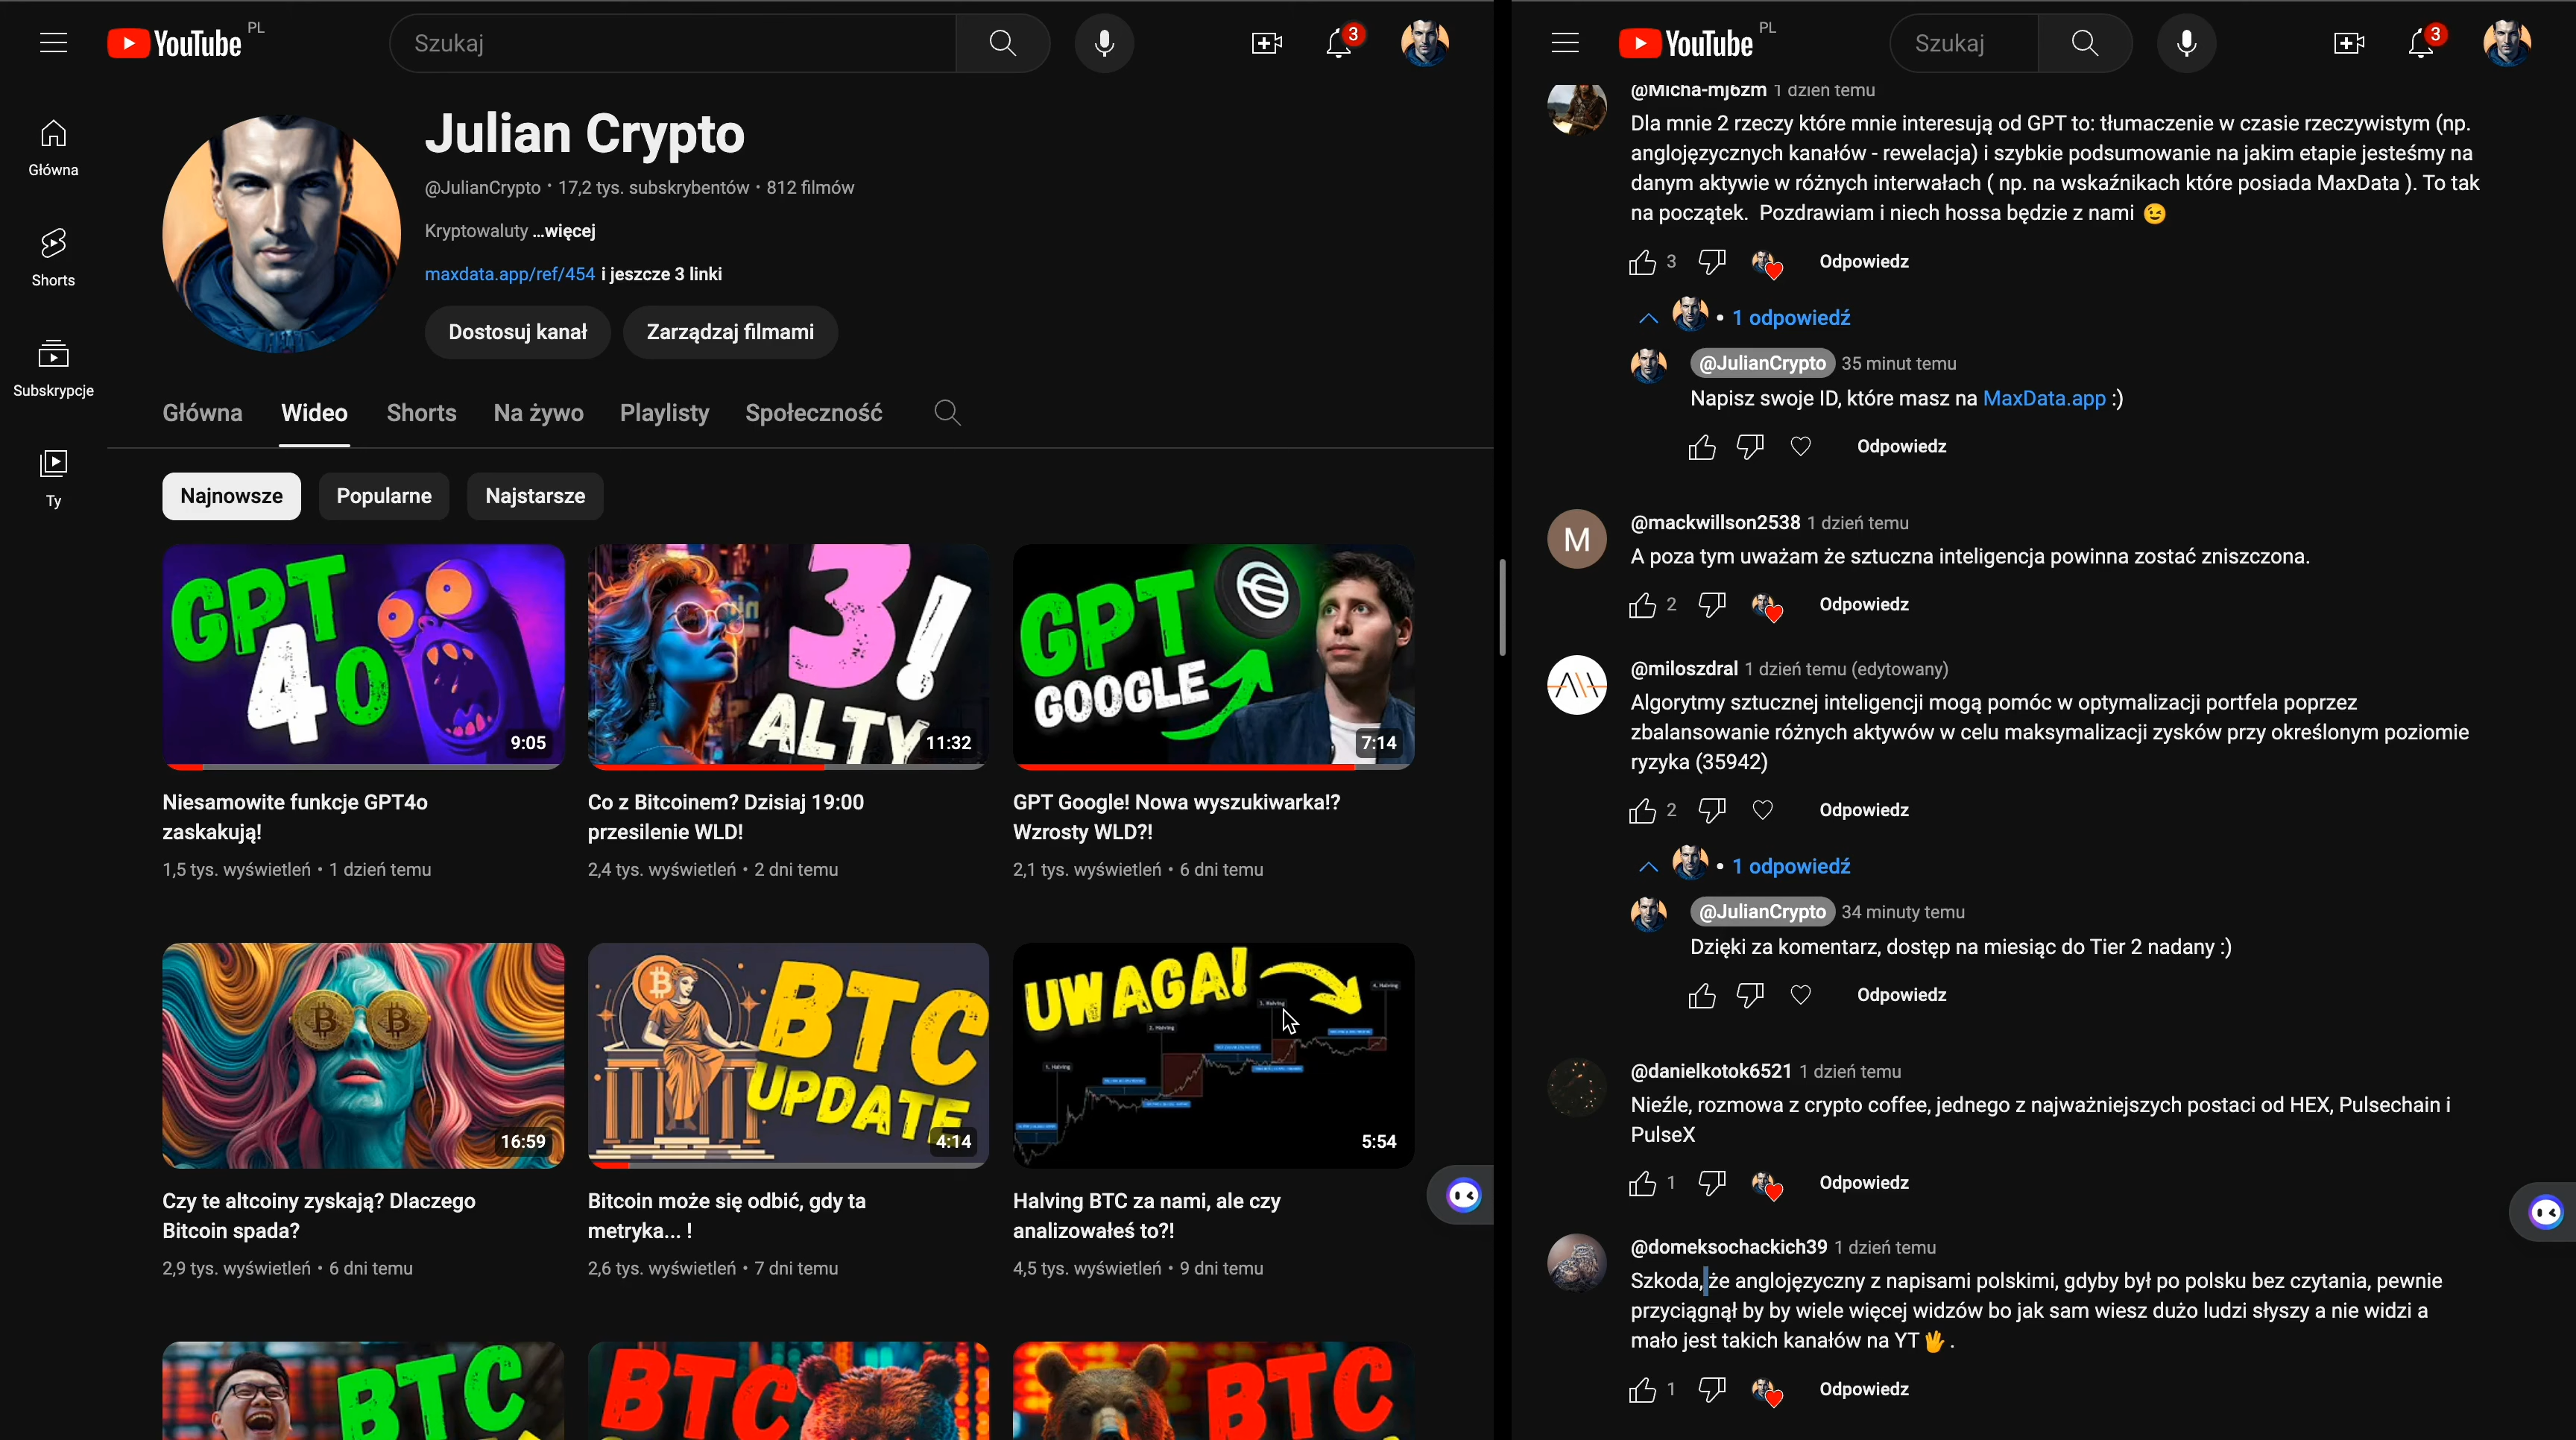 YouTube PL
Szukaj
3
Główna
Shorts
Subskrypcje
Ty
Julian Crypto
@JulianCrypto • 17,2 tys. subskrybentów • 812 filmów
Kryptowaluty ...więcej
maxdata.app/ref/454 i jeszcze 3 linki
Dostosuj kanał
Zarządzaj filmami
Główna
Wideo
Shorts
Na żywo
Playlisty
Społeczność
Najnowsze
Popularne
Najstarsze
GPT
4o
9:05
Niesamowite funkcje GPT4o
zaskakują!
1,5 tys. wyświetleń • 1 dzień temu
3!
ALTY
11:32
Co z Bitcoinem? Dzisiaj 19:00
przesilenie WLD!
2,4 tys. wyświetleń • 2 dni temu
GPT
GOOGLE
7:14
GPT Google! Nowa wyszukiwarka!?
Wzrosty WLD?!
2,1 tys. wyświetleń • 6 dni temu
16:59
Czy te altcoiny zyskają? Dlaczego
Bitcoin spada?
2,9 tys. wyświetleń • 6 dni temu
BTC
UPDATE
4:14
Bitcoin może się odbić, gdy ta
metryka... !
2,6 tys. wyświetleń • 7 dni temu
UWAGA!
1. Halving
2. Halving
3. Halving
4. Halving
5:54
Halving BTC za nami, ale czy
analizowałeś to?!
4,5 tys. wyświetleń • 9 dni temu
BTC
BTC
BTC
YouTube PL
Szukaj
3
@Micha-mj6zm 1 dzień temu
Dla mnie 2 rzeczy które mnie interesują od GPT to: tłumaczenie w czasie rzeczywistym (np.
anglojęzycznych kanałów - rewelacja) i szybkie podsumowanie na jakim etapie jesteśmy na
danym aktywie w różnych interwałach ( np. na wskaźnikach które posiada MaxData ). To tak
na początek. Pozdrawiam i niech hossa będzie z nami 😉
3
Odpowiedz
• 1 odpowiedź
@JulianCrypto 35 minut temu
Napisz swoje ID, które masz na MaxData.app :)
Odpowiedz
M
@mackwillson2538 1 dzień temu
A poza tym uważam że sztuczna inteligencja powinna zostać zniszczona.
2
Odpowiedz
@miloszdral 1 dzień temu (edytowany)
Algorytmy sztucznej inteligencji mogą pomóc w optymalizacji portfela poprzez
zbalansowanie różnych aktywów w celu maksymalizacji zysków przy określonym poziomie
ryzyka (35942)
2
Odpowiedz
• 1 odpowiedź
@JulianCrypto 34 minuty temu
Dzięki za komentarz, dostęp na miesiąc do Tier 2 nadany :)
Odpowiedz
@danielkotok6521 1 dzień temu
Nieźle, rozmowa z crypto coffee, jednego z najważniejszych postaci od HEX, Pulsechain i
PulseX
1
Odpowiedz
@domeksochackich39 1 dzień temu
Szkoda, że anglojęzyczny z napisami polskimi, gdyby był po polsku bez czytania, pewnie
przyciągnął by by wiele więcej widzów bo jak sam wiesz dużo ludzi słyszy a nie widzi a
mało jest takich kanałów na YT 🖖 .
1
Odpowiedz